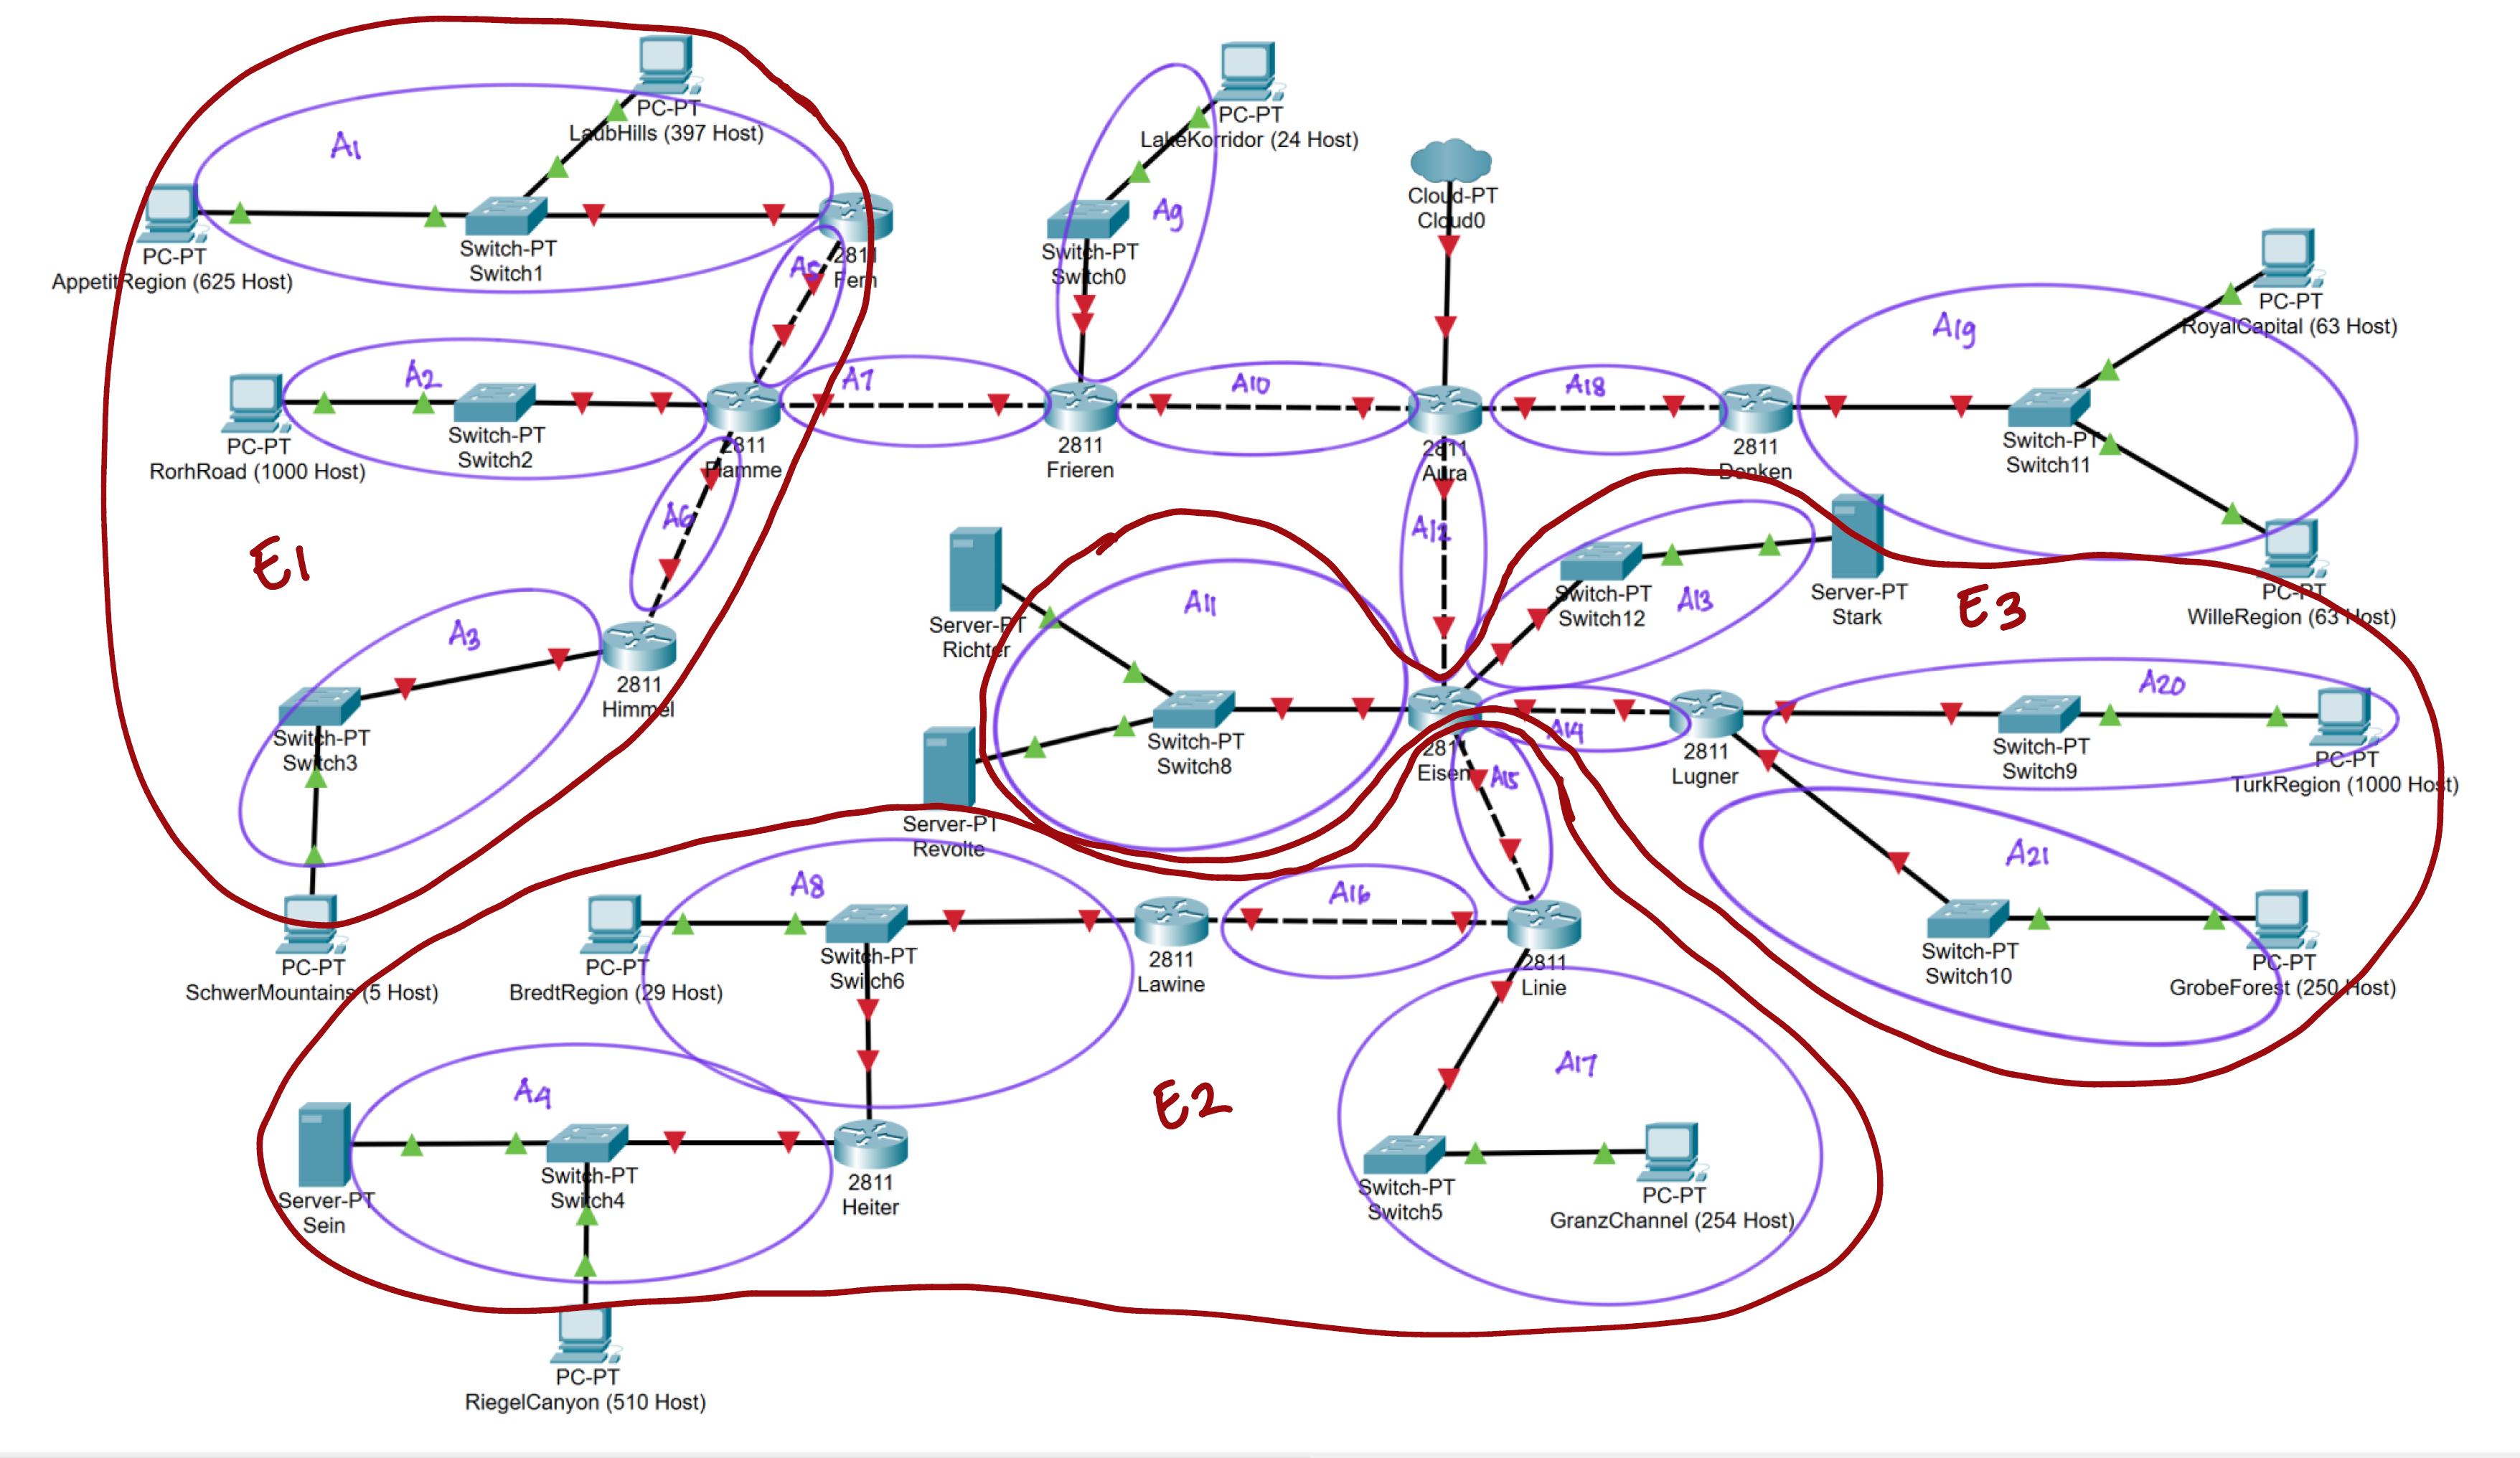 PC-PT
LaubHills (397 Host)
A1
PC-PT
AppetitRegion (625 Host)
Switch-PT
Switch1
2811
Fern
A5
PC-PT
LakeKorridor (24 Host)
A9
Switch-PT
Switch0
Cloud-PT
Cloud0
PC-PT
RoyalCapital (63 Host)
A19
A2
PC-PT
RorhRoad (1000 Host)
Switch-PT
Switch2
2811
Flamme
A7
2811
Frieren
A10
2811
Aura
A18
2811
Denken
Switch-PT
Switch11
PC-PT
WilleRegion (63 Host)
E1
A6
A3
2811
Himmel
Switch-PT
Switch3
PC-PT
SchwerMountains (5 Host)
A12
Server-PT
Richter
A11
Switch-PT
Switch8
Server-PT
Revolte
2811
Eisen
Switch-PT
Switch12
A13
Server-PT
Stark
E3
A14
2811
Lugner
A20
Switch-PT
Switch9
PC-PT
TurkRegion (1000 Host)
A15
A21
Switch-PT
Switch10
PC-PT
GrobeForest (250 Host)
A8
PC-PT
BredtRegion (29 Host)
Switch-PT
Switch6
2811
Lawine
A16
2811
Linie
E2
A17
Switch-PT
Switch5
PC-PT
GranzChannel (254 Host)
A4
Server-PT
Sein
Switch-PT
Switch4
2811
Heiter
PC-PT
RiegelCanyon (510 Host)